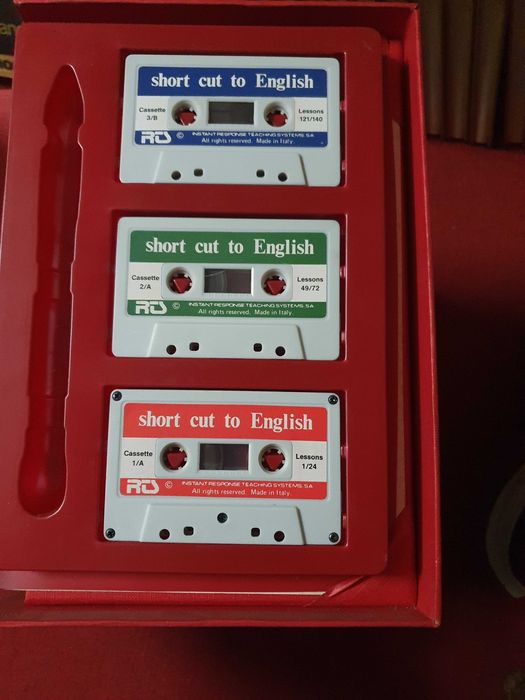 short cut to English
Cassette
3/B
Lessons
121/140
RTS © INSTANT RESPONSE TEACHING SYSTEMS. SA
All rights reserved. Made in Italy.
short cut to English
Cassette
2/A
Lessons
49/72
RTS © INSTANT RESPONSE TEACHING SYSTEMS. SA
All rights reserved. Made in Italy.
short cut to English
Cassette
1/A
Lessons
1/24
RTS © INSTANT RESPONSE TEACHING SYSTEMS. SA
All rights reserved. Made in Italy.